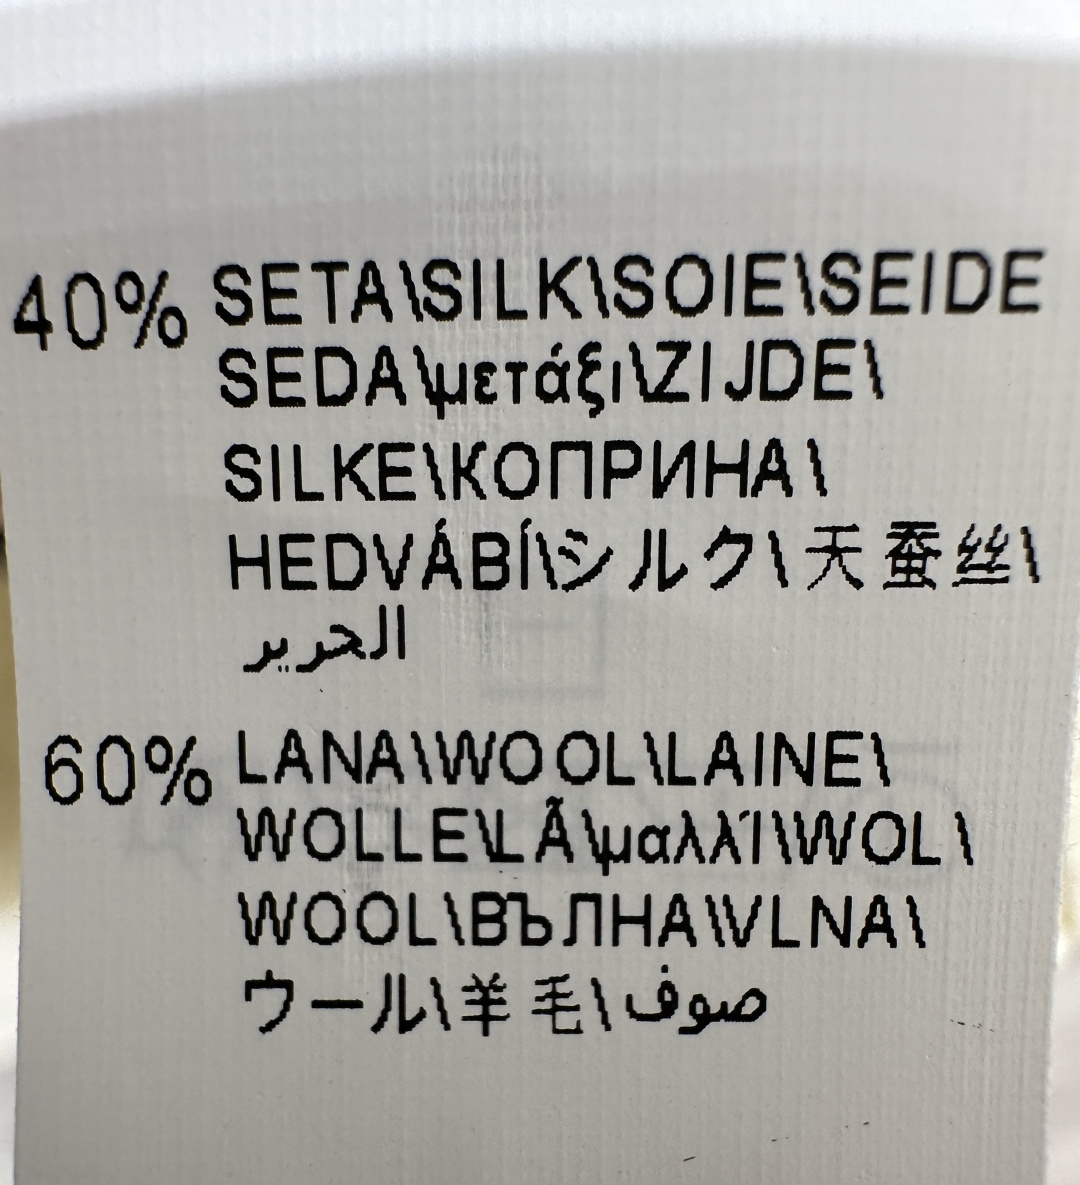 40% SETA\SILK\SOIE\SEIDE
SEDA\μετάξι\ZIJDE\
SILKE\КОПРИНА\
HEDVÁBÍ\シルク\天蚕丝\
الحرير
60% LANA\WOOL\LAINE\
WOLLE\LÃ\μαλλΊ\WOL\
WOOL\ВЪЛНА\VLNA\
ウール\羊毛\صوف